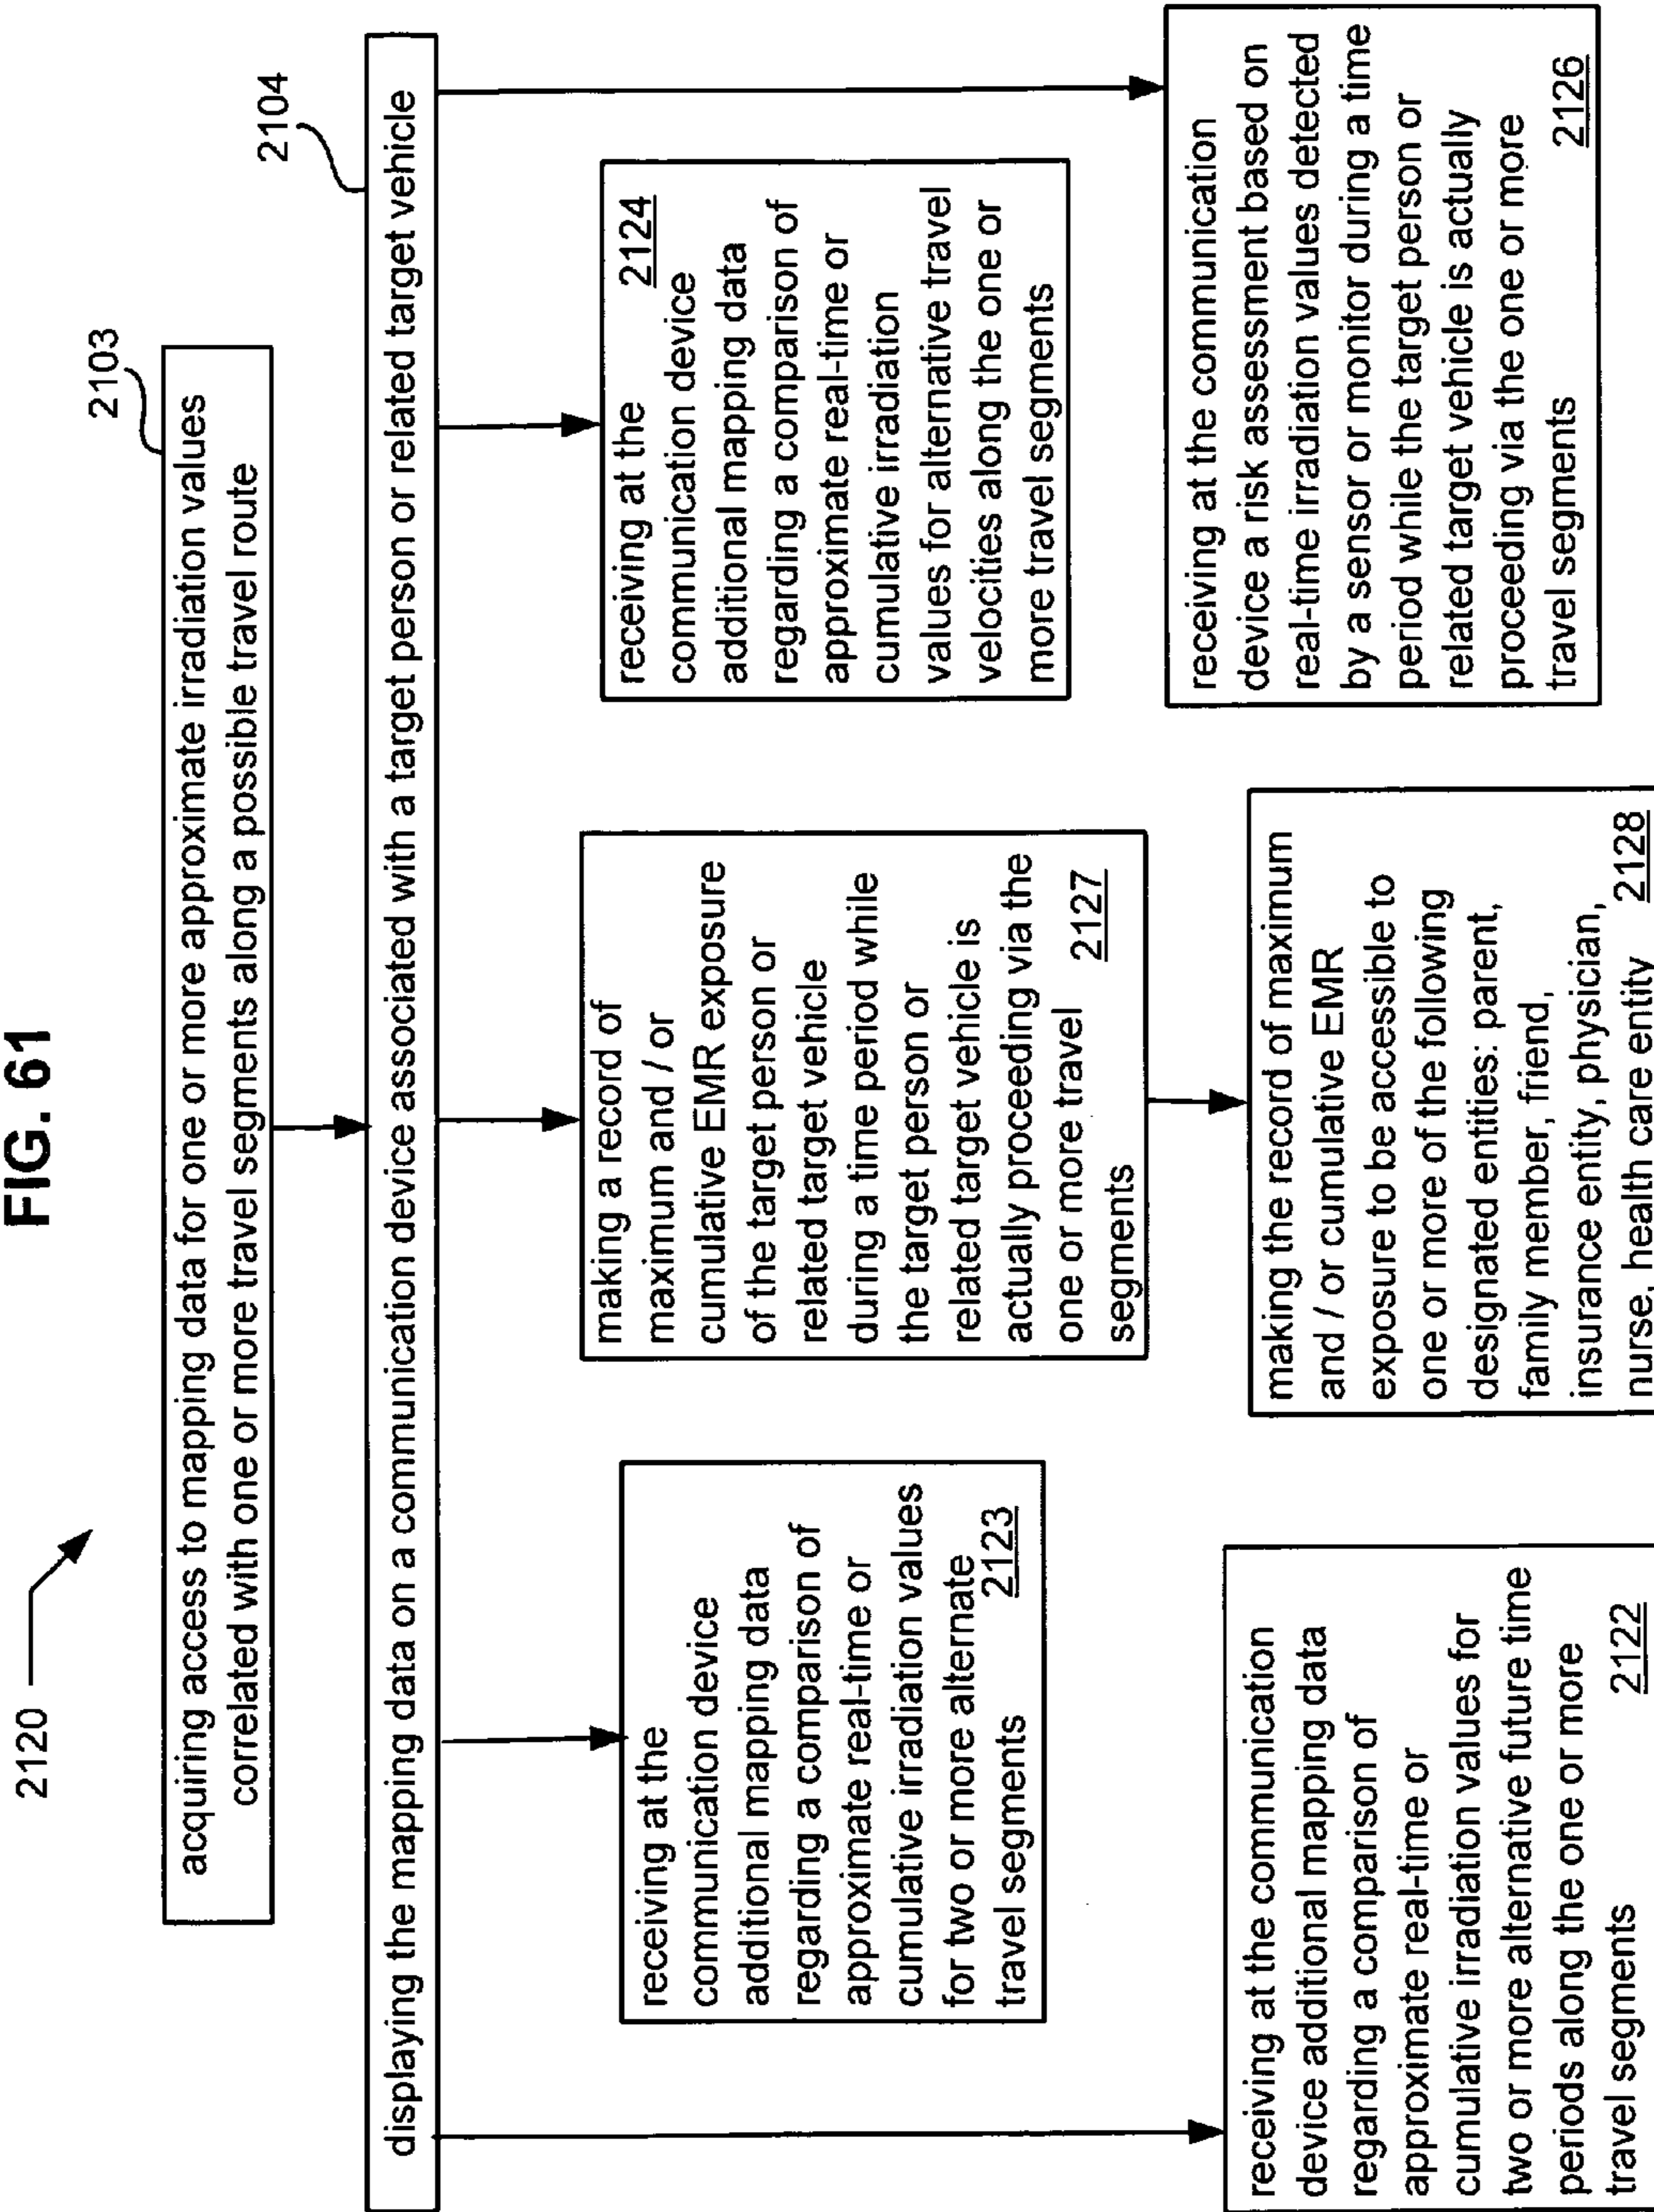 FIG. 61
2120
2103
acquiring access to mapping data for one or more approximate irradiation values
correlated with one or more travel segments along a possible travel route
2104
displaying the mapping data on a communication device associated with a target person or related target vehicle
receiving at the
communication device
additional mapping data
regarding a comparison of
approximate real-time or
cumulative irradiation values
for two or more alternate
travel segments 2123
making a record of
maximum and / or
cumulative EMR exposure
of the target person or
related target vehicle
during a time period while
the target person or
related target vehicle is
actually proceeding via the
one or more travel
segments 2127
receiving at the 2124
communication device
additional mapping data
regarding a comparison of
approximate real-time or
cumulative irradiation
values for alternative travel
velocities along the one or
more travel segments
receiving at the communication
device additional mapping data
regarding a comparison of
approximate real-time or
cumulative irradiation values for
two or more alternative future time
periods along the one or more
travel segments 2122
making the record of maximum
and / or cumulative EMR
exposure to be accessible to
one or more of the following
designated entities: parent,
family member, friend,
insurance entity, physician,
nurse, health care entity 2128
receiving at the communication
device a risk assessment based on
real-time irradiation values detected
by a sensor or monitor during a time
period while the target person or
related target vehicle is actually
proceeding via the one or more
travel segments 2126